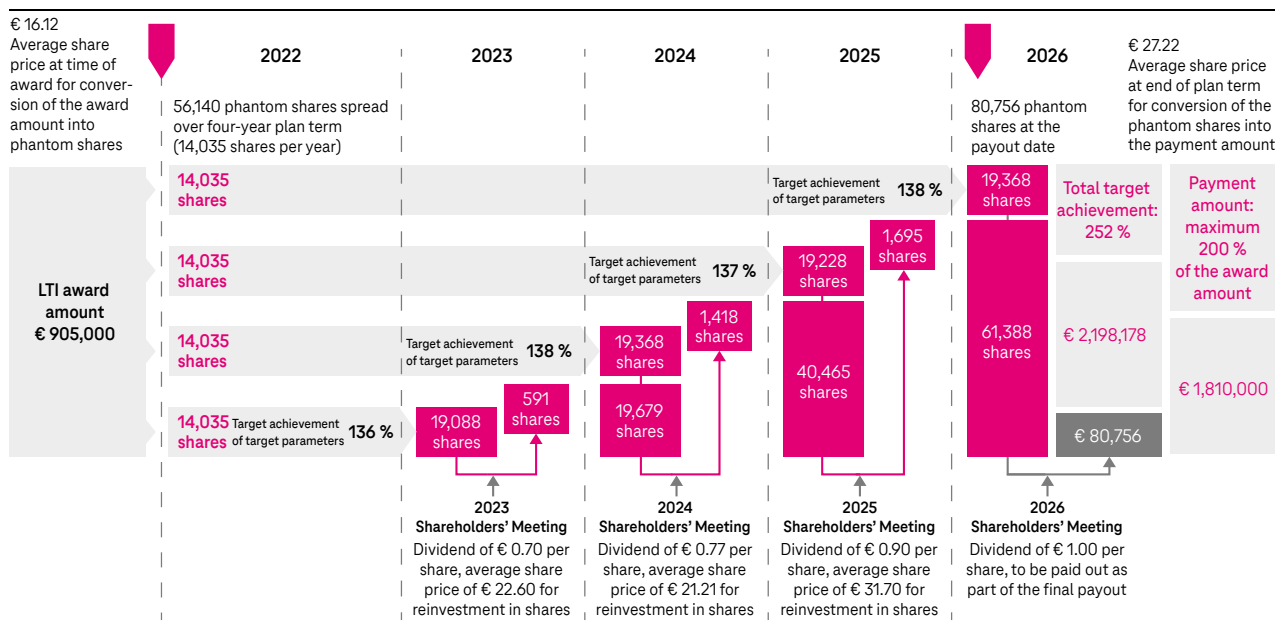 € 16.12
Average share
price at time of
award for conver-
sion of the award
amount into
phantom shares
2022
2023
2024
2025
2026
€ 27.22
Average share price
at end of plan term
for conversion of the
phantom shares into
the payment amount
56,140 phantom shares spread
over four-year plan term
(14,035 shares per year)
80,756 phantom
shares at the
payout date
LTI award
amount
€ 905,000
14,035
shares
Target achievement
of target parameters
138 %
19,368
shares
Total target
achievement:
252 %
Payment
amount:
maximum
200 %
of the award
amount
14,035
shares
Target achievement
of target parameters
137 %
19,228
shares
1,695
shares
14,035
shares
Target achievement
of target parameters
138 %
19,368
shares
1,418
shares
40,465
shares
61,388
shares
€ 2,198,178
€ 1,810,000
14,035
shares
Target achievement
of target parameters
136 %
19,088
shares
591
shares
19,679
shares
€ 80,756
2023
Shareholders’ Meeting
Dividend of € 0.70 per
share, average share
price of € 22.60 for
reinvestment in shares
2024
Shareholders’ Meeting
Dividend of € 0.77 per
share, average share
price of € 21.21 for
reinvestment in shares
2025
Shareholders’ Meeting
Dividend of € 0.90 per
share, average share
price of € 31.70 for
reinvestment in shares
2026
Shareholders’ Meeting
Dividend of € 1.00 per
share, to be paid out as
part of the final payout